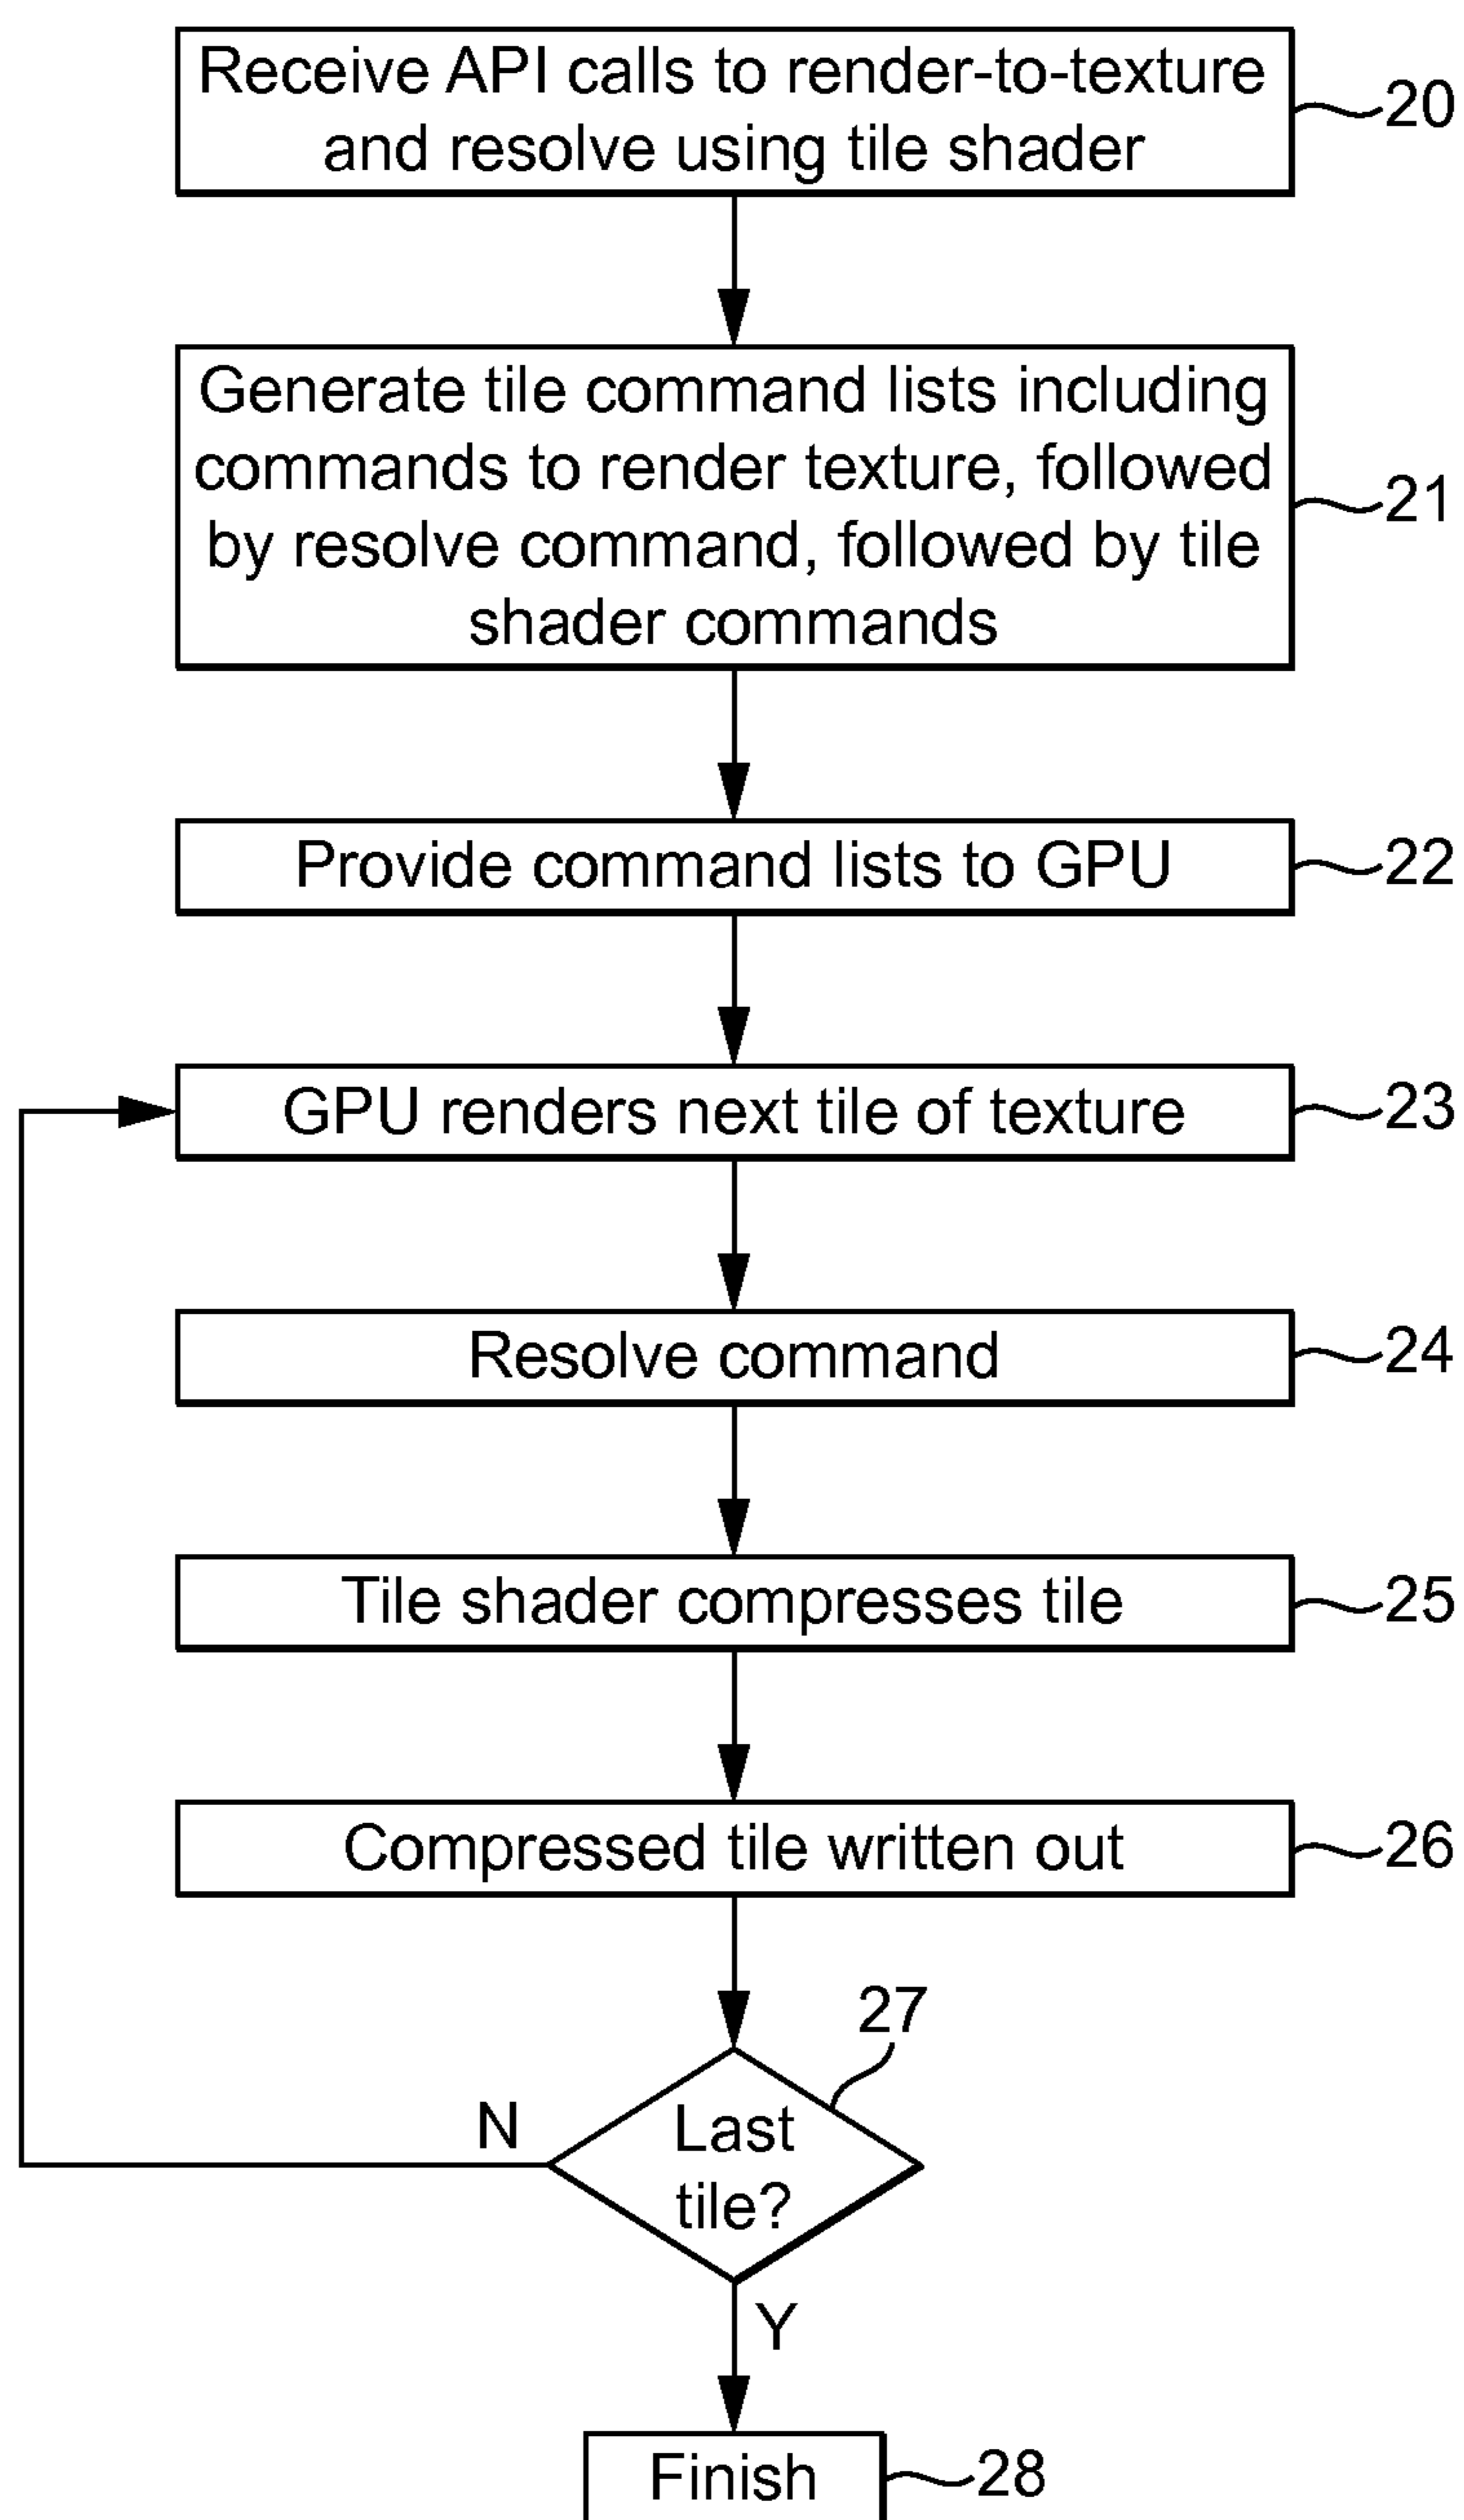 Receive API calls to render-to-texture
and resolve using tile shader
20
Generate tile command lists including
commands to render texture, followed
by resolve command, followed by tile
shader commands
21
Provide command lists to GPU
22
GPU renders next tile of texture
23
Resolve command
24
Tile shader compresses tile
25
Compressed tile written out
26
27
Last
tile?
N
Y
Finish
28